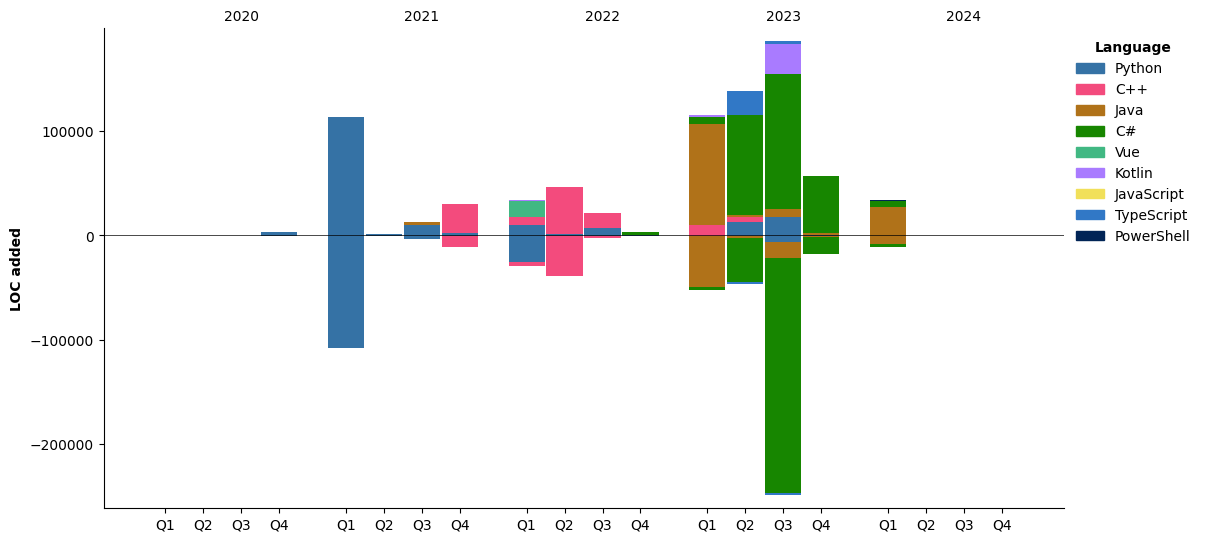 2020 2021 2022 2023 2024
LOC added
100000
0
−100000
−200000
Q1 Q2 Q3 Q4 Q1 Q2 Q3 Q4 Q1 Q2 Q3 Q4 Q1 Q2 Q3 Q4 Q1 Q2 Q3 Q4
Language
Python
C++
Java
C#
Vue
Kotlin
JavaScript
TypeScript
PowerShell